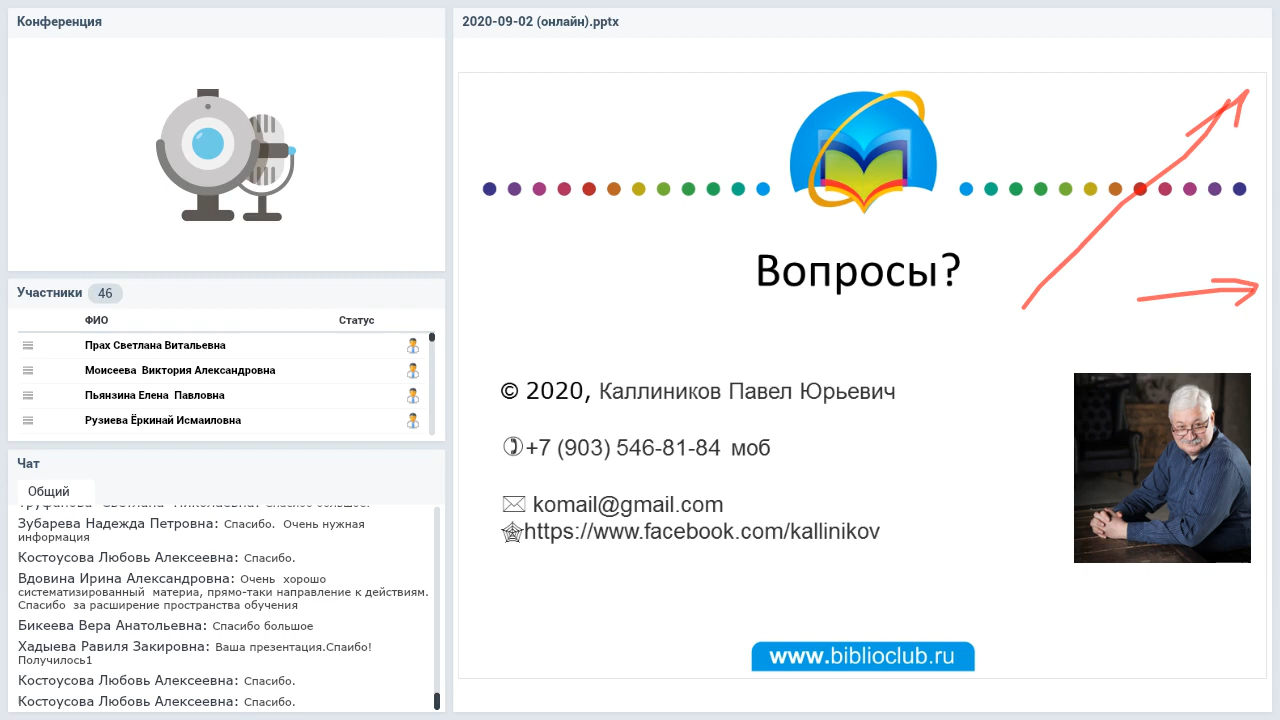 Конференция
Участники 46
ФИО Статус
Прах Светлана Витальевна
Моисеева Виктория Александровна
Пьянзина Елена Павловна
Рузиева Ёркинай Исмаиловна
Чат
Общий
Зубарева Надежда Петровна: Спасибо. Очень нужная
информация
Костоусова Любовь Алексеевна: Спасибо.
Вдовина Ирина Александровна: Очень хорошо
систематизированный материа, прямо-таки направление к действиям.
Спасибо за расширение пространства обучения
Бикеева Вера Анатольевна: Спасибо большое
Хадыева Равиля Закировна: Ваша презентация.Спаибо!
Получилось1
Костоусова Любовь Алексеевна: Спасибо.
Костоусова Любовь Алексеевна: Спасибо.
2020-09-02 (онлайн).pptx
Вопросы?
© 2020, Каллиников Павел Юрьевич
+7 (903) 546-81-84 моб
komail@gmail.com
https://www.facebook.com/kallinikov
www.biblioclub.ru